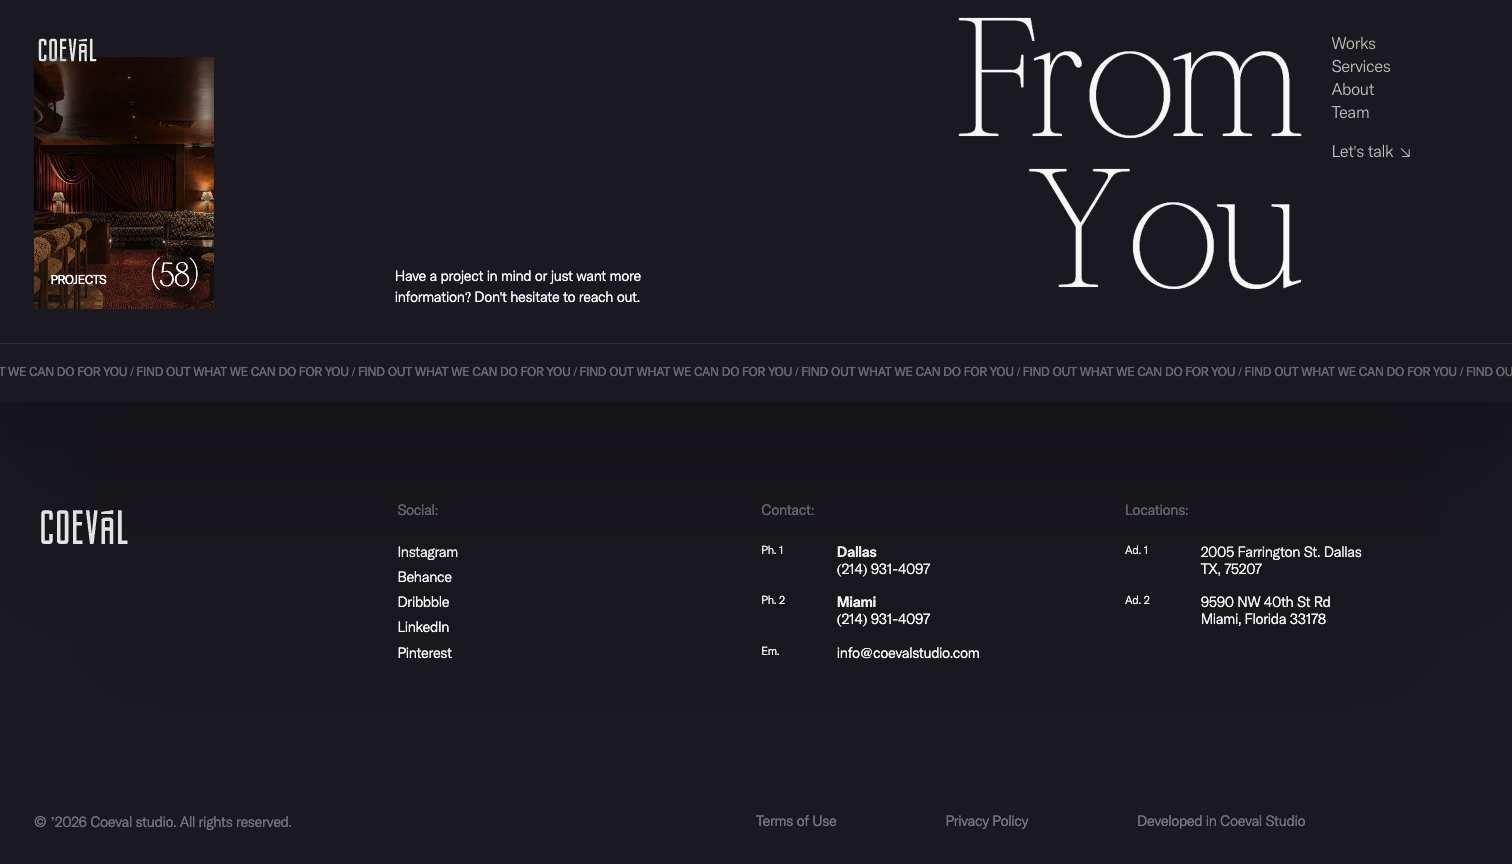 COEVáL
PROJECTS
(58)
Have a project in mind or just want more
information? Don't hesitate to reach out.
From
You
Works
Services
About
Team
Let's talk ↘
T WE CAN DO FOR YOU / FIND OUT WHAT WE CAN DO FOR YOU / FIND OUT WHAT WE CAN DO FOR YOU / FIND OUT WHAT WE CAN DO FOR YOU / FIND OUT WHAT WE CAN DO FOR YOU / FIND OUT WHAT WE CAN DO FOR YOU / FIND OUT WHAT WE CAN DO FOR YOU / FIND OU
COEVáL
Social:
Instagram
Behance
Dribbble
LinkedIn
Pinterest
Contact:
Ph. 1
Dallas
(214) 931-4097
Ph. 2
Miami
(214) 931-4097
Em.
info@coevalstudio.com
Locations:
Ad. 1
2005 Farrington St. Dallas
TX, 75207
Ad. 2
9590 NW 40th St Rd
Miami, Florida 33178
© ’2026 Coeval studio. All rights reserved.
Terms of Use
Privacy Policy
Developed in Coeval Studio